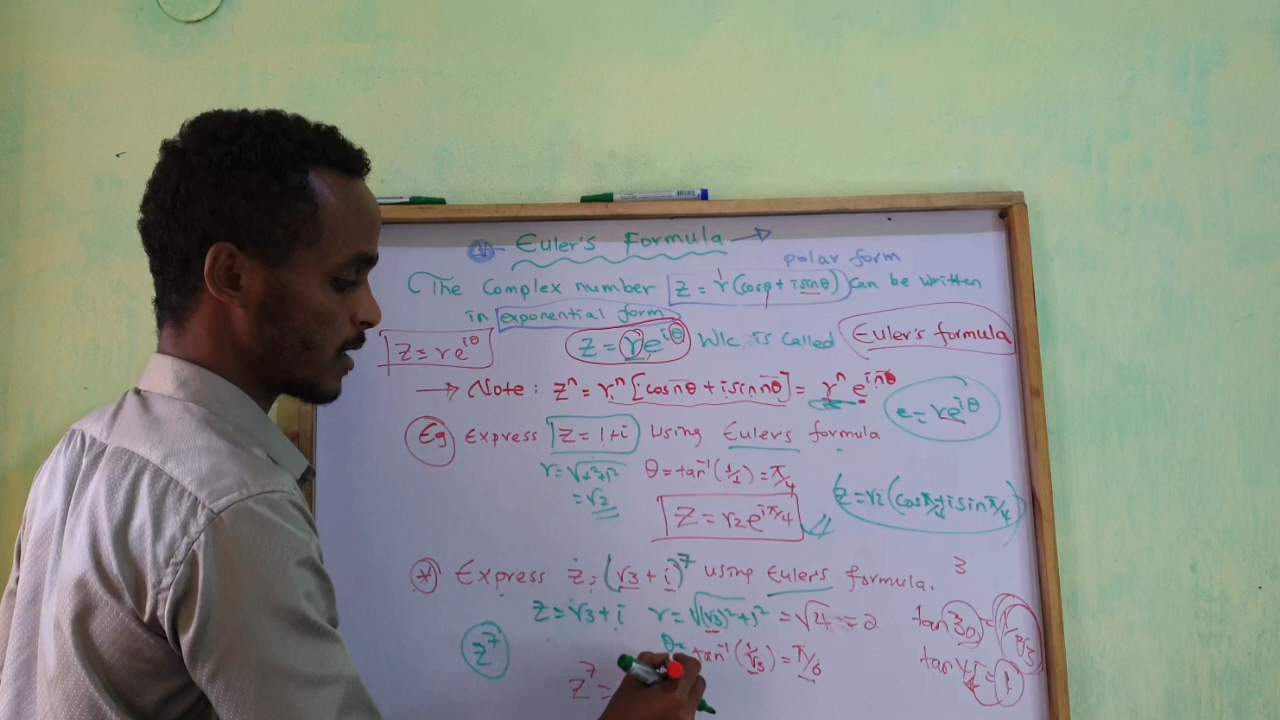 Euler's Formula →
polar form
The Complex number z = r(cosθ + isinθ) can be written
in exponential form
z = re^{iθ} z = re^{iθ} Wlc is called Euler's formula
→ Note: z^n = r^n [cos nθ + i sin nθ] = r^n e^{inθ}
e = re^{iθ}
Eg Express z = 1+i using Eulers formula
r = √1²+1² θ = tan⁻¹(1/1) = π/4
= √2
z = √2 e^{iπ/4} z = √2 (cos π/4 + i sin π/4)
* Express z = (√3 + i)^7 using Eulers formula. 3
z = √3 + i r = √(√3)²+1² = √4 = 2 tan 30
z^7 θ = tan⁻¹(1/√3) = π/6 tan 45 = 1
z^7 =